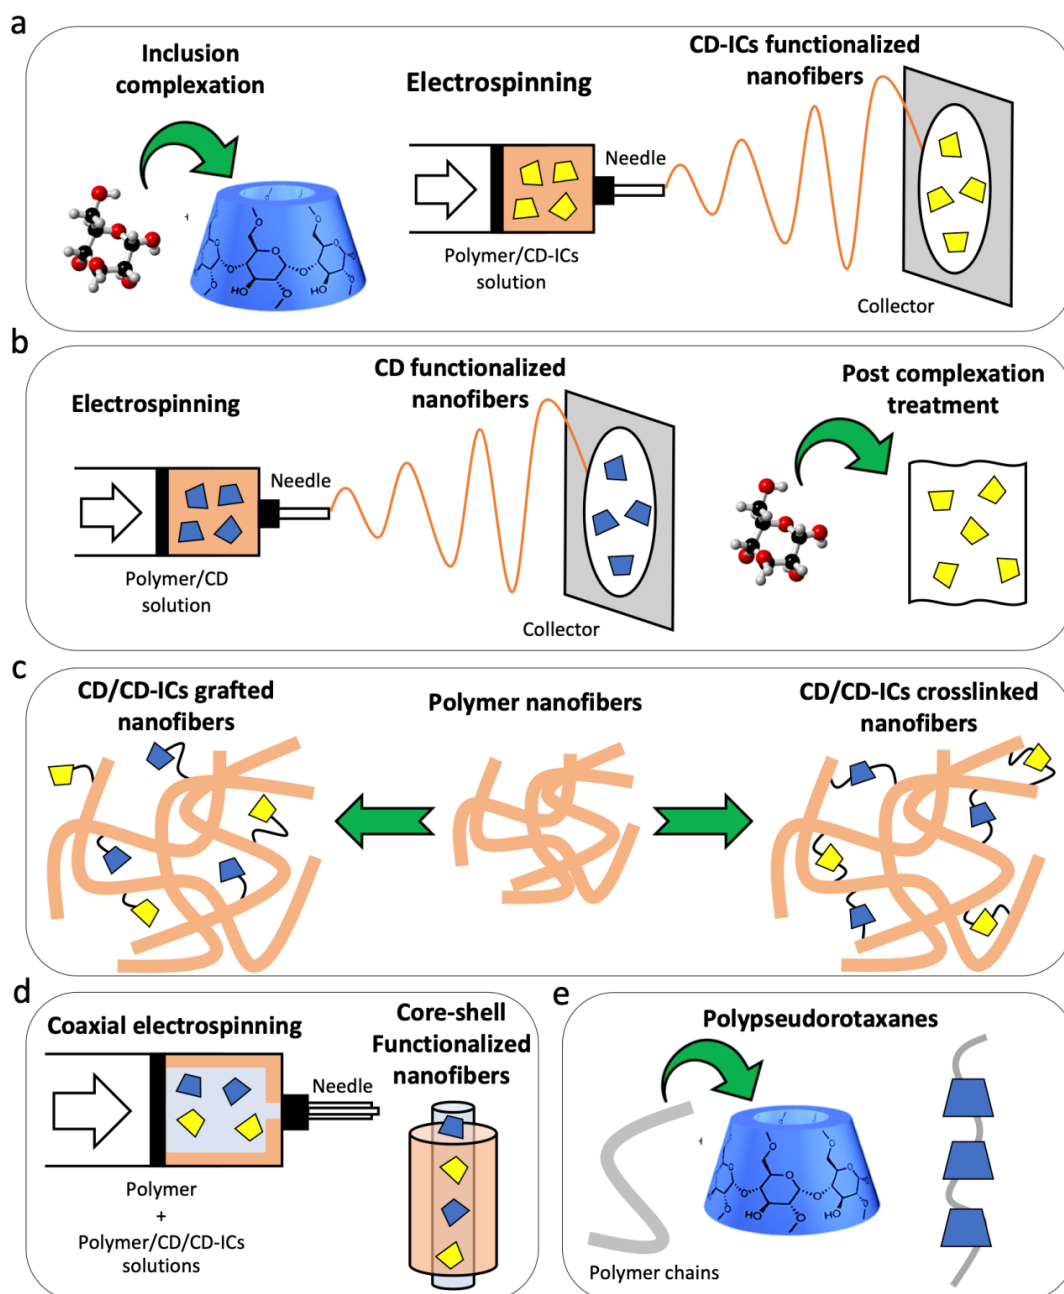 a
Inclusion
complexation
Electrospinning
CD-ICs functionalized
nanofibers
Needle
Polymer/CD-ICs
solution
Collector
H
HO
b
Electrospinning
CD functionalized
nanofibers
Post complexation
treatment
Needle
Polymer/CD
solution
Collector
c
CD/CD-ICs grafted
nanofibers
Polymer nanofibers
CD/CD-ICs crosslinked
nanofibers
d
Coaxial electrospinning
Core-shell
Functionalized
nanofibers
Needle
Polymer
+
Polymer/CD/CD-ICs
solutions
e
Polypseudorotaxanes
H
HO
Polymer chains